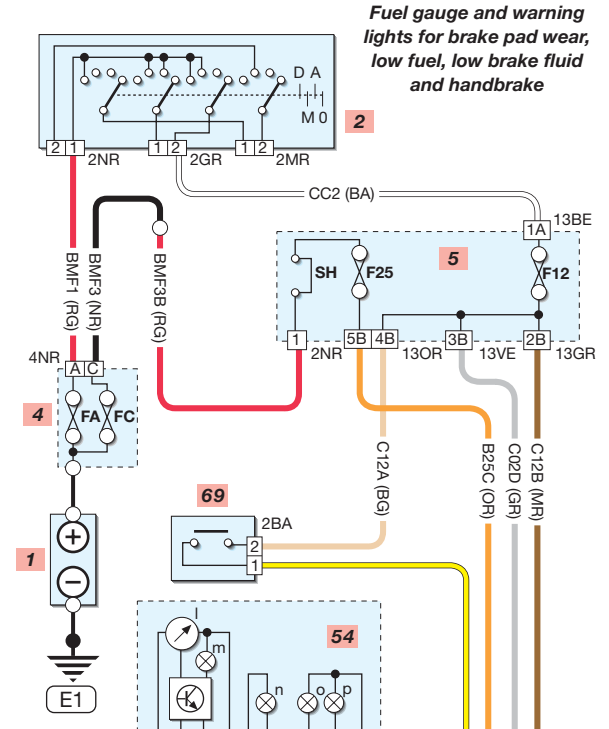 Fuel gauge and warning
lights for brake pad wear,
low fuel, low brake fluid
and handbrake
D A
M 0
2
2 1
2NR
1 2
2GR
1 2
2MR
CC2 (BA)
13BE
1A
5
SH
F25
F12
BMF1 (RG)
BMF3 (NR)
BMF3B (RG)
1
2NR
5B 4B
13OR
3B
13VE
2B
13GR
4NR
A C
4
FA
FC
C12A (BG)
B25C (OR)
C02D (GR)
C12B (MR)
69
2BA
2
1
1
+
−
E1
54
l
m
n
o
p